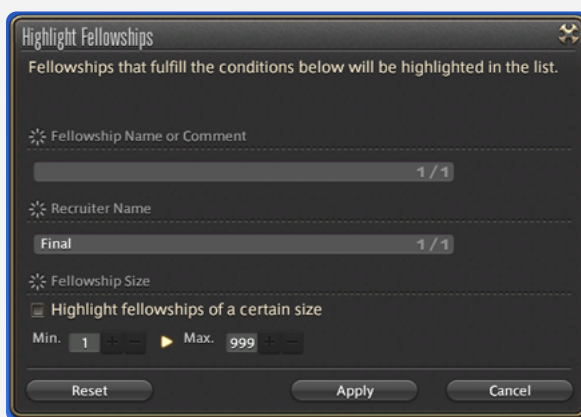 Highlight Fellowships
Fellowships that fulfill the conditions below will be highlighted in the list.
Fellowship Name or Comment
1/1
Recruiter Name
Final 1/1
Fellowship Size
Highlight fellowships of a certain size
Min. 1 + - Max. 999 + -
Reset Apply Cancel